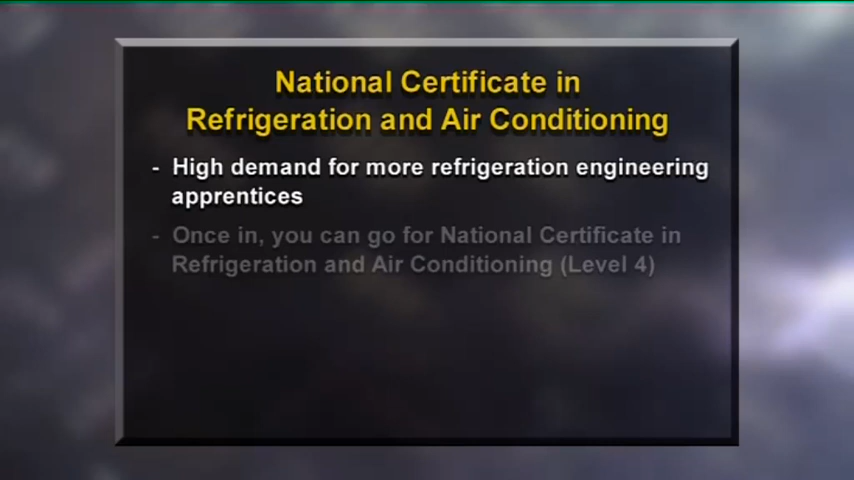 National Certificate in
Refrigeration and Air Conditioning
- High demand for more refrigeration engineering
apprentices
- Once in, you can go for National Certificate in
Refrigeration and Air Conditioning (Level 4)